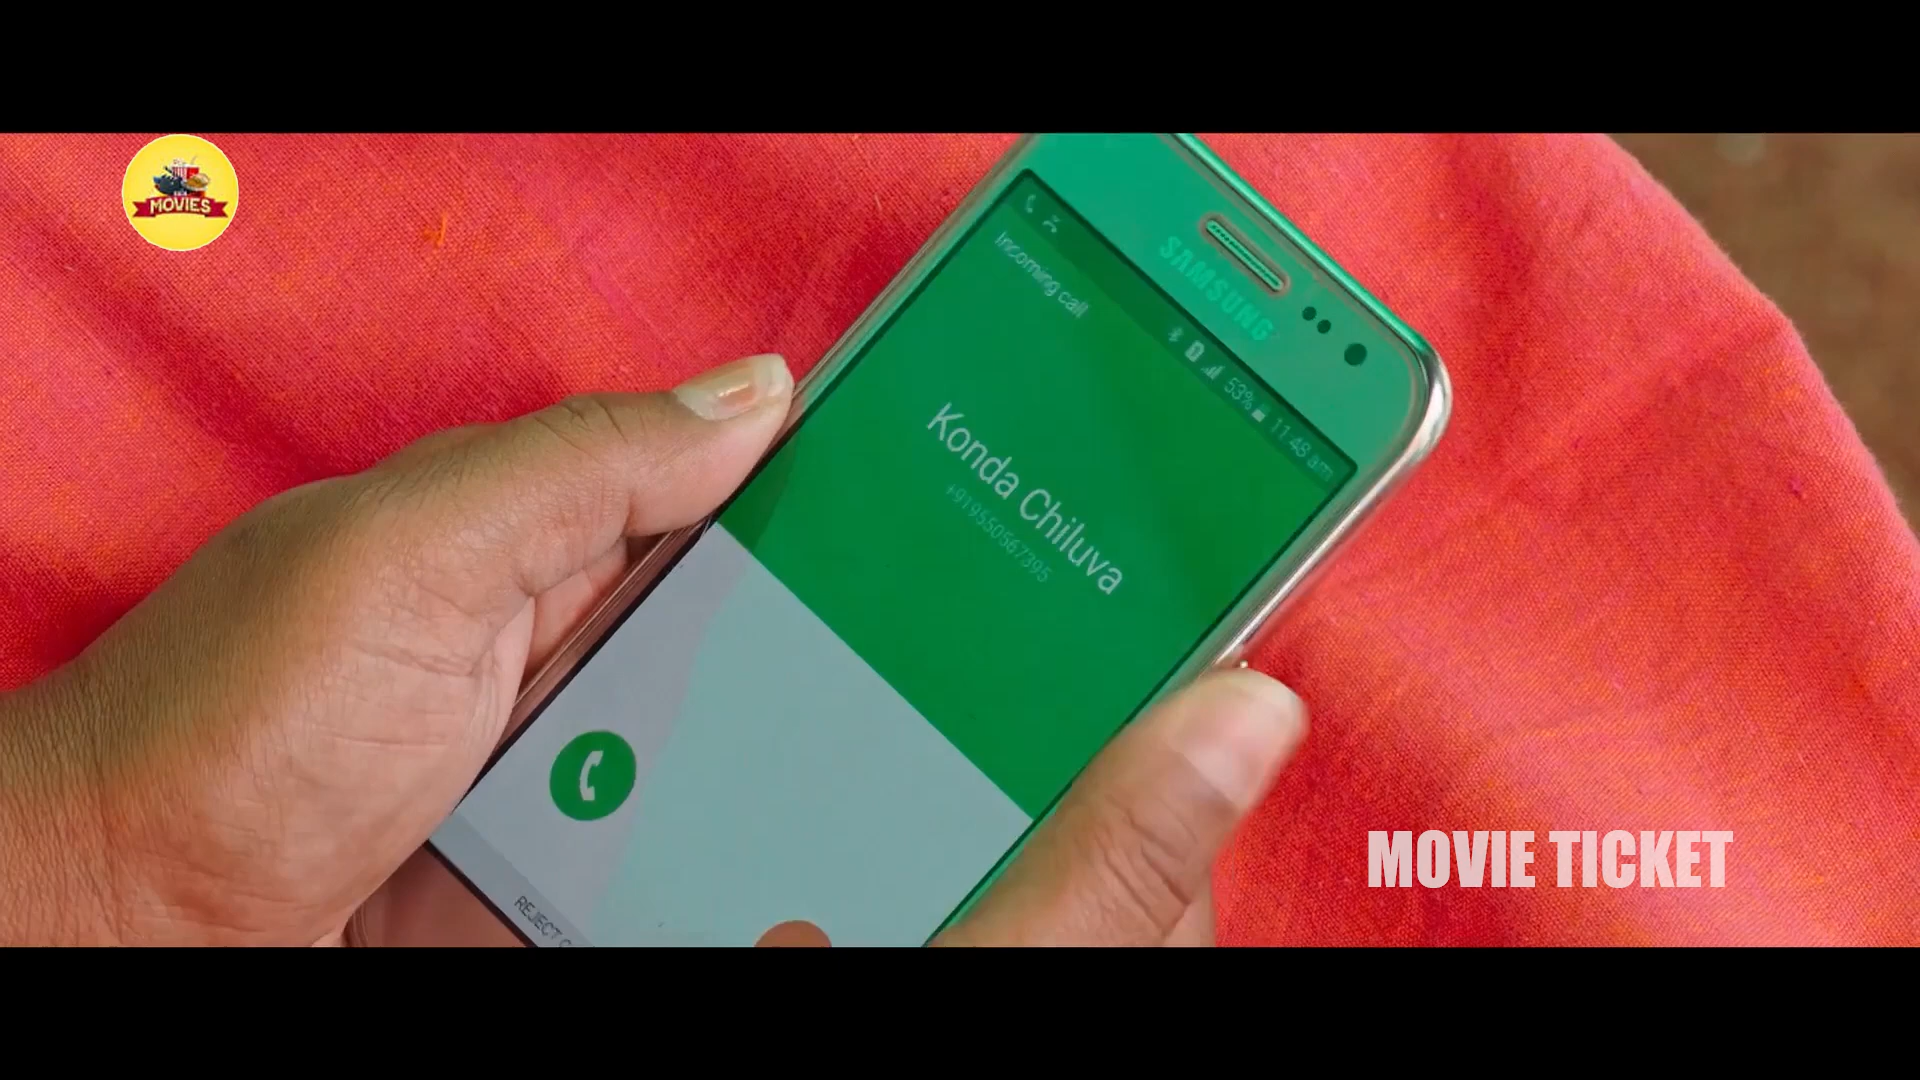 MOVIES
SAMSUNG
53% 11:48 am
Incoming call
Konda Chiluva
+919550567395
REJECT
MOVIE TICKET